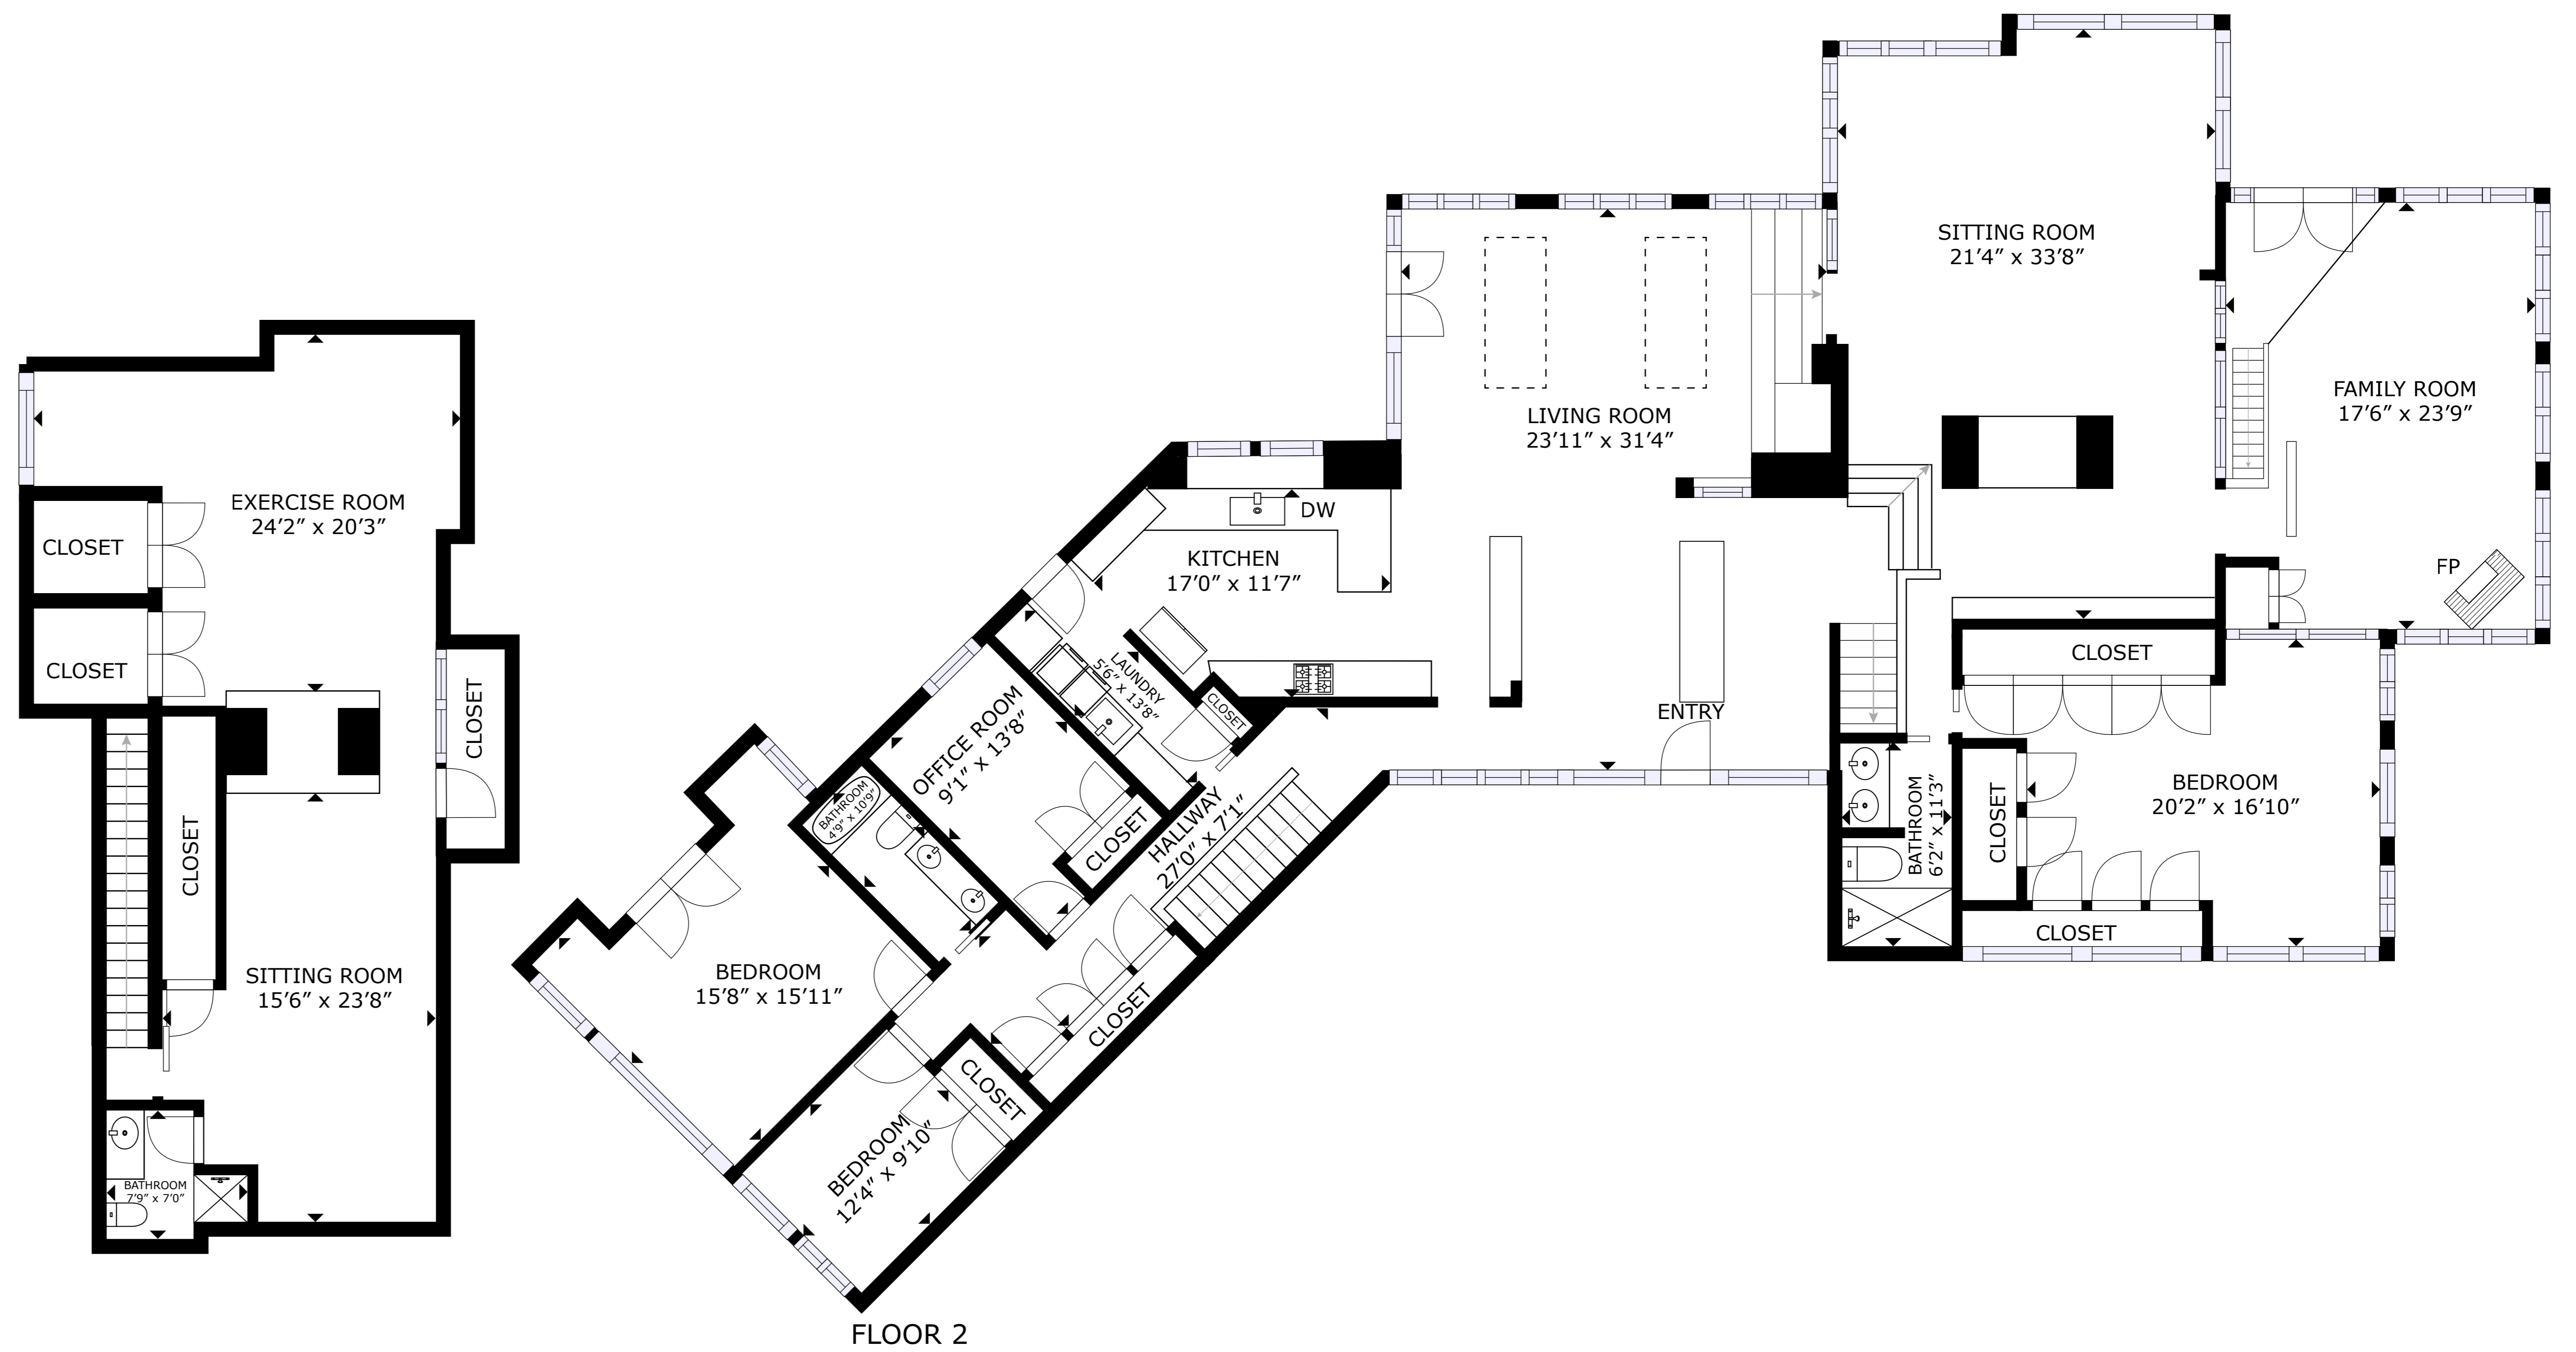 EXERCISE ROOM
24'2" x 20'3"
CLOSET
CLOSET
CLOSET
CLOSET
SITTING ROOM
15'6" x 23'8"
BATHROOM
7'9" x 7'0"
SITTING ROOM
21'4" x 33'8"
FAMILY ROOM
17'6" x 23'9"
FP
LIVING ROOM
23'11" x 31'4"
DW
KITCHEN
17'0" x 11'7"
LAUNDRY
5'6" x 13'8"
CLOSET
ENTRY
OFFICE ROOM
9'1" x 13'8"
CLOSET
HALLWAY
27'0" x 7'1"
BATHROOM
4'9" x 10'9"
BEDROOM
15'8" x 15'11"
CLOSET
CLOSET
BEDROOM
12'4" x 9'10"
CLOSET
BEDROOM
20'2" x 16'10"
CLOSET
BATHROOM
6'2" x 11'3"
CLOSET
FLOOR 2